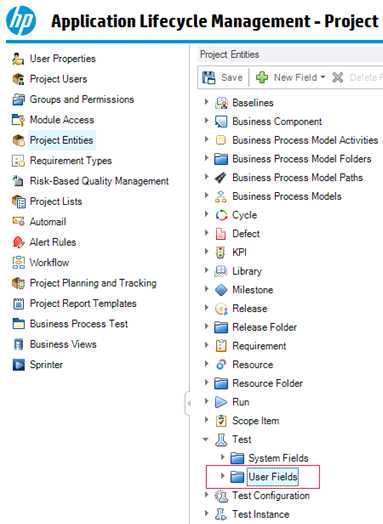 hp
Application Lifecycle Management - Project
User Properties
Project Users
Groups and Permissions
Module Access
Project Entities
Requirement Types
Risk-Based Quality Management
Project Lists
Automail
Alert Rules
Workflow
Project Planning and Tracking
Project Report Templates
Business Process Test
Business Views
Sprinter
Project Entities
Save New Field Delete
Baselines
Business Component
Business Process Model Activities
Business Process Model Folders
Business Process Model Paths
Business Process Models
Cycle
Defect
KPI
Library
Milestone
Release
Release Folder
Requirement
Resource
Resource Folder
Run
Scope Item
Test
System Fields
User Fields
Test Configuration
Test Instance